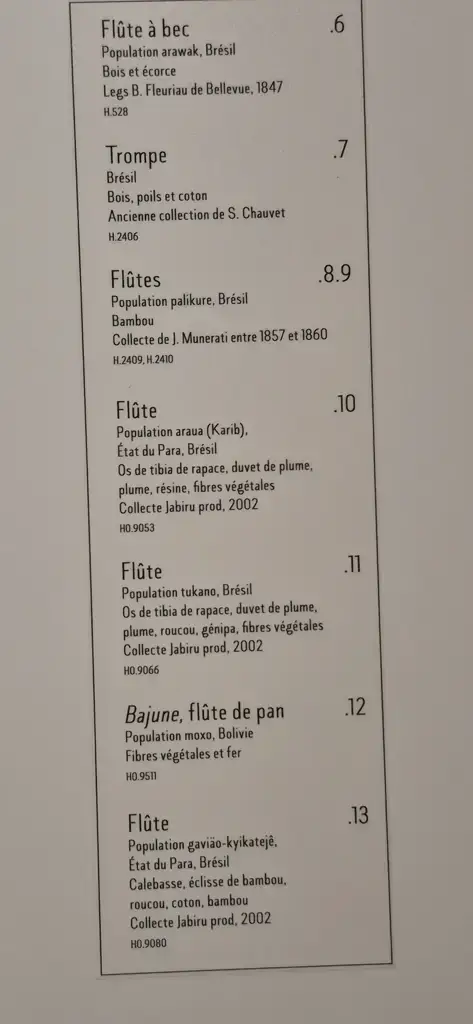 Flûte à bec .6
Population arawak, Brésil
Bois et écorce
Legs B. Fleuriau de Bellevue, 1847
H.528
Trompe .7
Brésil
Bois, poils et coton
Ancienne collection de S. Chauvet
H.2406
Flûtes .8.9
Population palikure, Brésil
Bambou
Collecte de J. Munerati entre 1857 et 1860
H.2409, H.2410
Flûte .10
Population araua (Karib),
État du Para, Brésil
Os de tibia de rapace, duvet de plume,
plume, résine, fibres végétales
Collecte Jabiru prod, 2002
H0.9053
Flûte .11
Population tukano, Brésil
Os de tibia de rapace, duvet de plume,
plume, roucou, génipa, fibres végétales
Collecte Jabiru prod, 2002
H0.9066
Bajune, flûte de pan .12
Population moxo, Bolivie
Fibres végétales et fer
H0.9511
Flûte .13
Population gavião-kyikatejê,
État du Para, Brésil
Calebasse, éclisse de bambou,
roucou, coton, bambou
Collecte Jabiru prod, 2002
H0.9080